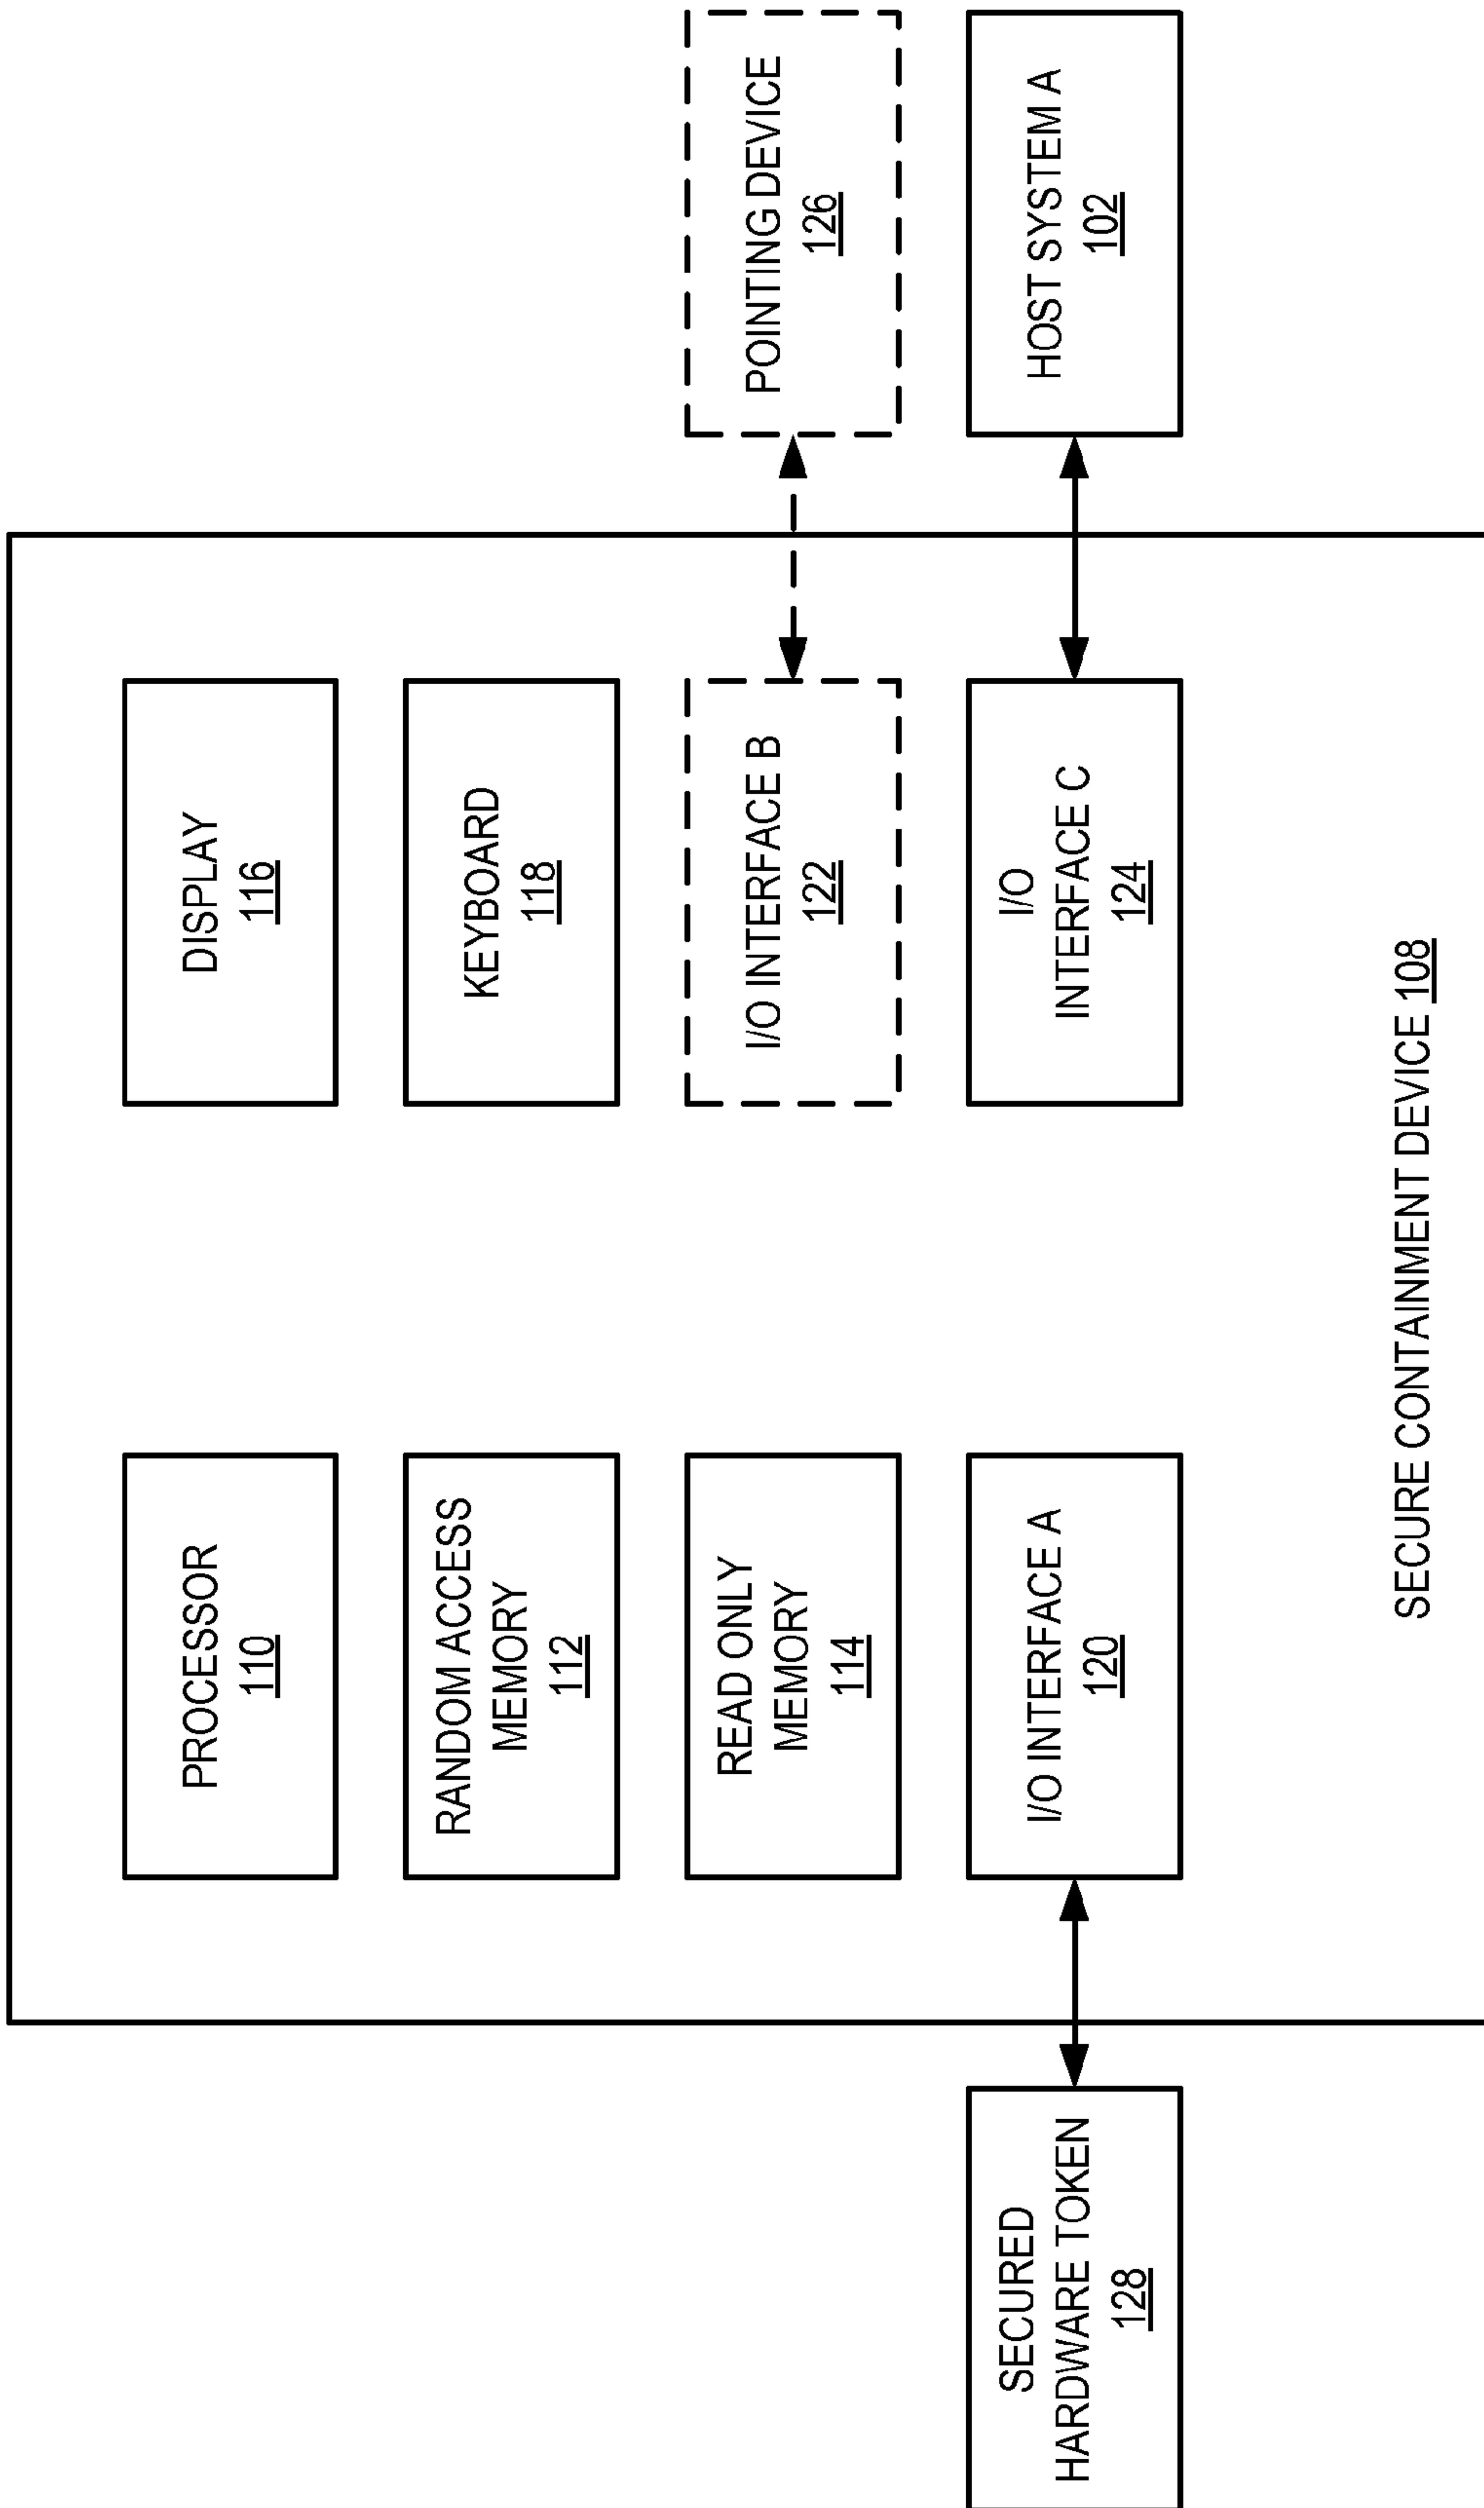 PROCESSOR
110
DISPLAY
116
RANDOM ACCESS
MEMORY
112
KEYBOARD
118
READ ONLY
MEMORY
114
I/O INTERFACE B
122
POINTING DEVICE
126
SECURED
HARDWARE TOKEN
128
I/O INTERFACE A
120
I/O
INTERFACE C
124
HOST SYSTEM A
102
SECURE CONTAINMENT DEVICE 108